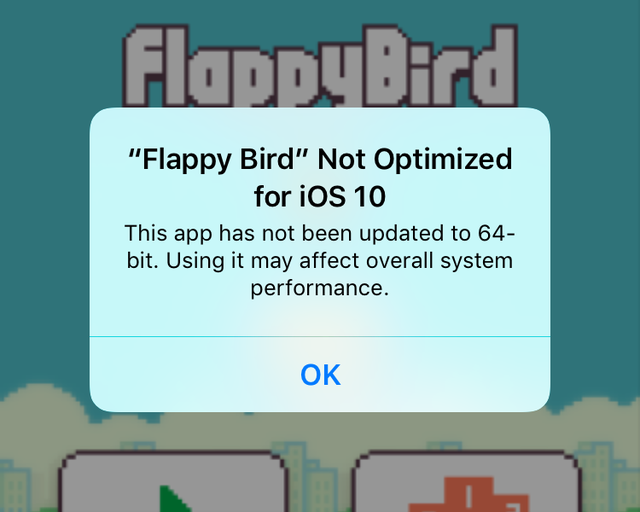 FlappyBird
“Flappy Bird” Not Optimized
for iOS 10
This app has not been updated to 64-
bit. Using it may affect overall system
performance.
OK